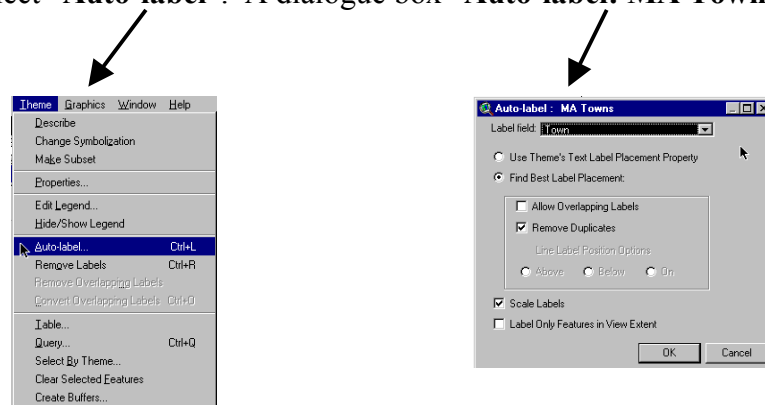 ect "Auto-label". A dialogue box "Auto-label: MA Town
Theme Graphics Window Help
Describe
Change Symbolization
Make Subset
Properties...
Edit Legend...
Hide/Show Legend
Auto-label... Ctrl+L
Remove Labels Ctrl+R
Remove Overlapping Labels
Convert Overlapping Labels Ctrl+O
Table...
Query... Ctrl+Q
Select By Theme...
Clear Selected Features
Create Buffers...
Auto-label : MA Towns
Label field: Town
Use Theme's Text Label Placement Property
Find Best Label Placement:
Allow Overlapping Labels
Remove Duplicates
Line Label Position Options
Above Below On
Scale Labels
Label Only Features in View Extent
OK Cancel